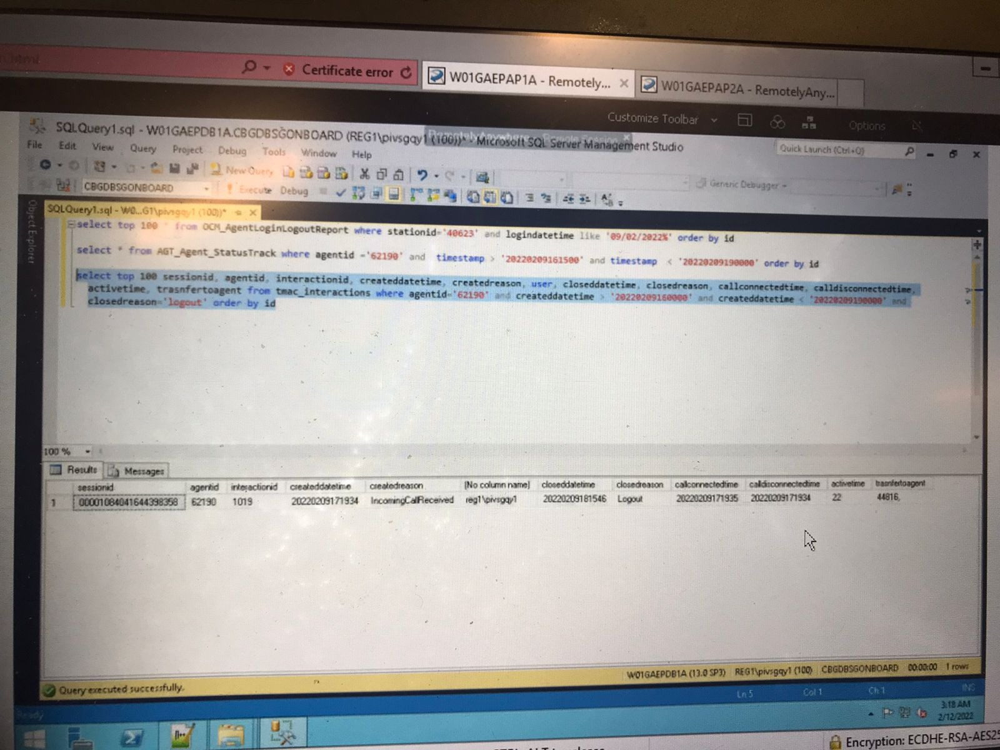 n.html
Certificate error
W01GAEPAP1A - Remotely...
W01GAEPAP2A - RemotelyAny...
Customize Toolbar
Options
SQLQuery1.sql - W01GAEPDB1A.CBGDBSGONBOARD (REG1\pivsgqy1 (100))* - Microsoft SQL Server Management Studio
Quick Launch (Ctrl+Q)
File Edit View Query Project Debug Tools Window Help
New Query
Generic Debugger
CBGDBSGONBOARD
Execute Debug
SQLQuery1.sql - W0...G1\pivsgqy1 (100))*
Object Explorer
select top 100 * from OCM_AgentLoginLogoutReport where stationid='40623' and logindatetime like '09/02/2022%' order by id
select * from AGT_Agent_StatusTrack where agentid ='62190' and timestamp > '20220209161500' and timestamp < '20220209190000' order by id
select top 100 sessionid, agentid, interactionid, createddatetime, createdreason, user, closeddatetime, closedreason, callconnectedtime, calldisconnectedtime,
activetime, trasnfertoagent from tmac_interactions where agentid='62190' and createddatetime > '20220209160000' and createddatetime < '20220209190000' and
closedreason='logout' order by id
100 %
Results Messages
sessionid agentid interactionid createddatetime createdreason (No column name) closeddatetime closedreason callconnectedtime calldisconnectedtime activetime trasnfertoagent
1 00001084041644398358 62190 1019 20220209171934 IncomingCallReceived reg1\pivsgqy1 20220209181546 Logout 20220209171935 20220209171934 22 44816,
Query executed successfully.
W01GAEPDB1A (13.0 SP3) REG1\pivsgqy1 (100) CBGDBSGONBOARD 00:00:00 1 rows
Ready
Ln 5 Col 1 Ch 1 INS
3:18 AM
2/12/2022
Encryption: ECDHE-RSA-AES25